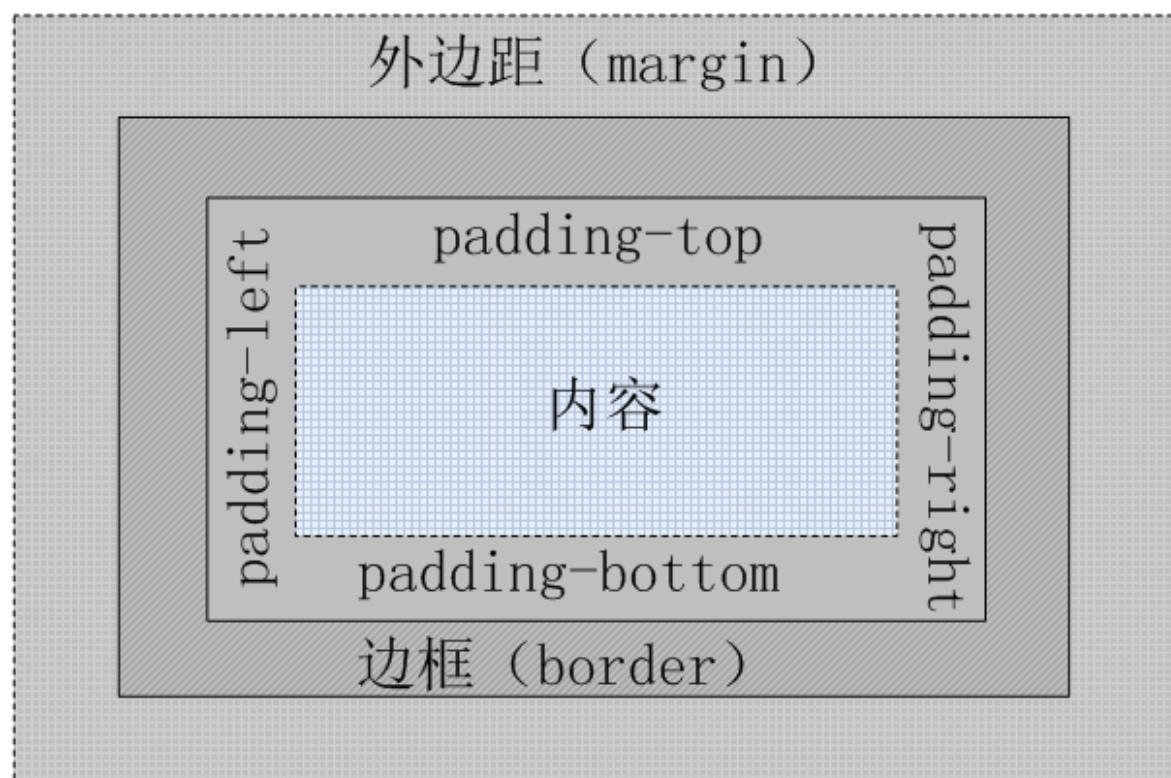 外边距（margin）
padding-top
padding-left
内容
padding-right
padding-bottom
边框（border）